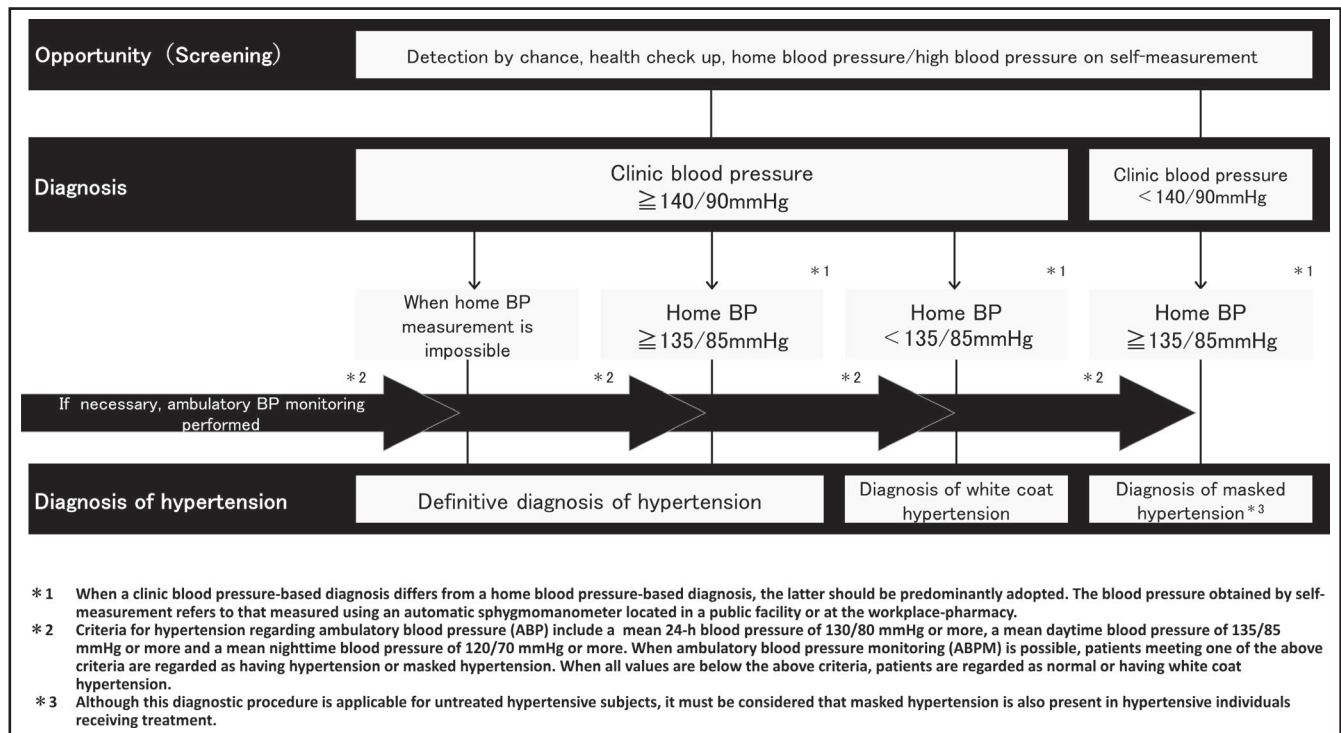 Opportunity (Screening)
Detection by chance, health check up, home blood pressure/high blood pressure on self-measurement
Diagnosis
Clinic blood pressure
≧140/90mmHg
Clinic blood pressure
<140/90mmHg
When home BP
measurement is
impossible
*1
Home BP
≧135/85mmHg
*1
Home BP
<135/85mmHg
*1
Home BP
≧135/85mmHg
*2
*2
*2
*2
If necessary, ambulatory BP monitoring
performed
Diagnosis of hypertension
Definitive diagnosis of hypertension
Diagnosis of white coat
hypertension
Diagnosis of masked
hypertension*3
*1 When a clinic blood pressure-based diagnosis differs from a home blood pressure-based diagnosis, the latter should be predominantly adopted. The blood pressure obtained by self-
measurement refers to that measured using an automatic sphygmomanometer located in a public facility or at the workplace-pharmacy.
*2 Criteria for hypertension regarding ambulatory blood pressure (ABP) include a mean 24-h blood pressure of 130/80 mmHg or more, a mean daytime blood pressure of 135/85
mmHg or more and a mean nighttime blood pressure of 120/70 mmHg or more. When ambulatory blood pressure monitoring (ABPM) is possible, patients meeting one of the above
criteria are regarded as having hypertension or masked hypertension. When all values are below the above criteria, patients are regarded as normal or having white coat
hypertension.
*3 Although this diagnostic procedure is applicable for untreated hypertensive subjects, it must be considered that masked hypertension is also present in hypertensive individuals
receiving treatment.